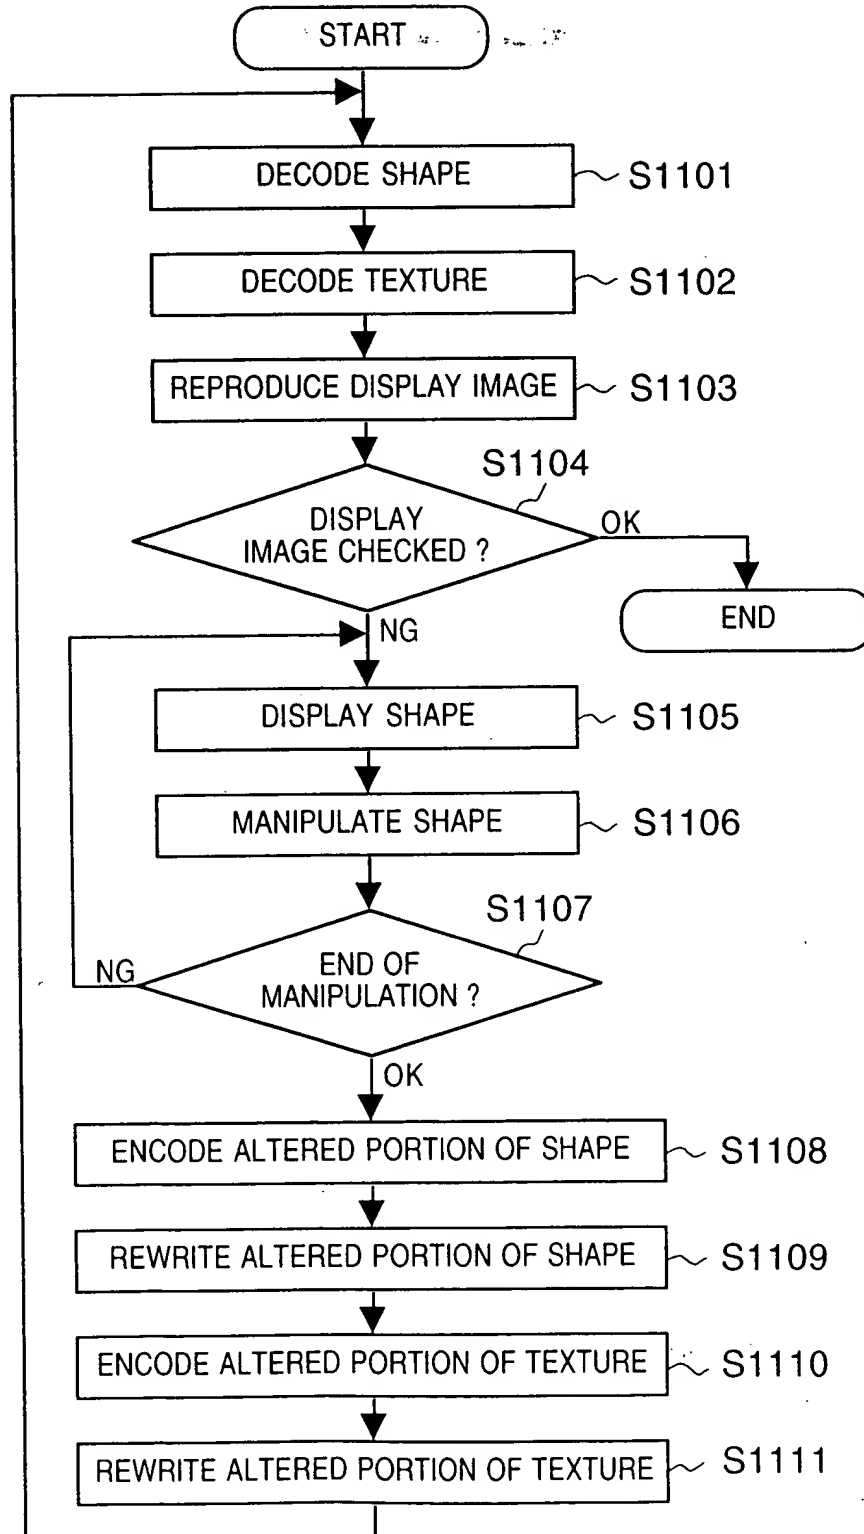 START
DECODE SHAPE
S1101
DECODE TEXTURE
S1102
REPRODUCE DISPLAY IMAGE
S1103
S1104
DISPLAY
IMAGE CHECKED ?
OK
END
NG
DISPLAY SHAPE
S1105
MANIPULATE SHAPE
S1106
S1107
END OF
MANIPULATION ?
NG
OK
ENCODE ALTERED PORTION OF SHAPE
S1108
REWRITE ALTERED PORTION OF SHAPE
S1109
ENCODE ALTERED PORTION OF TEXTURE
S1110
REWRITE ALTERED PORTION OF TEXTURE
S1111